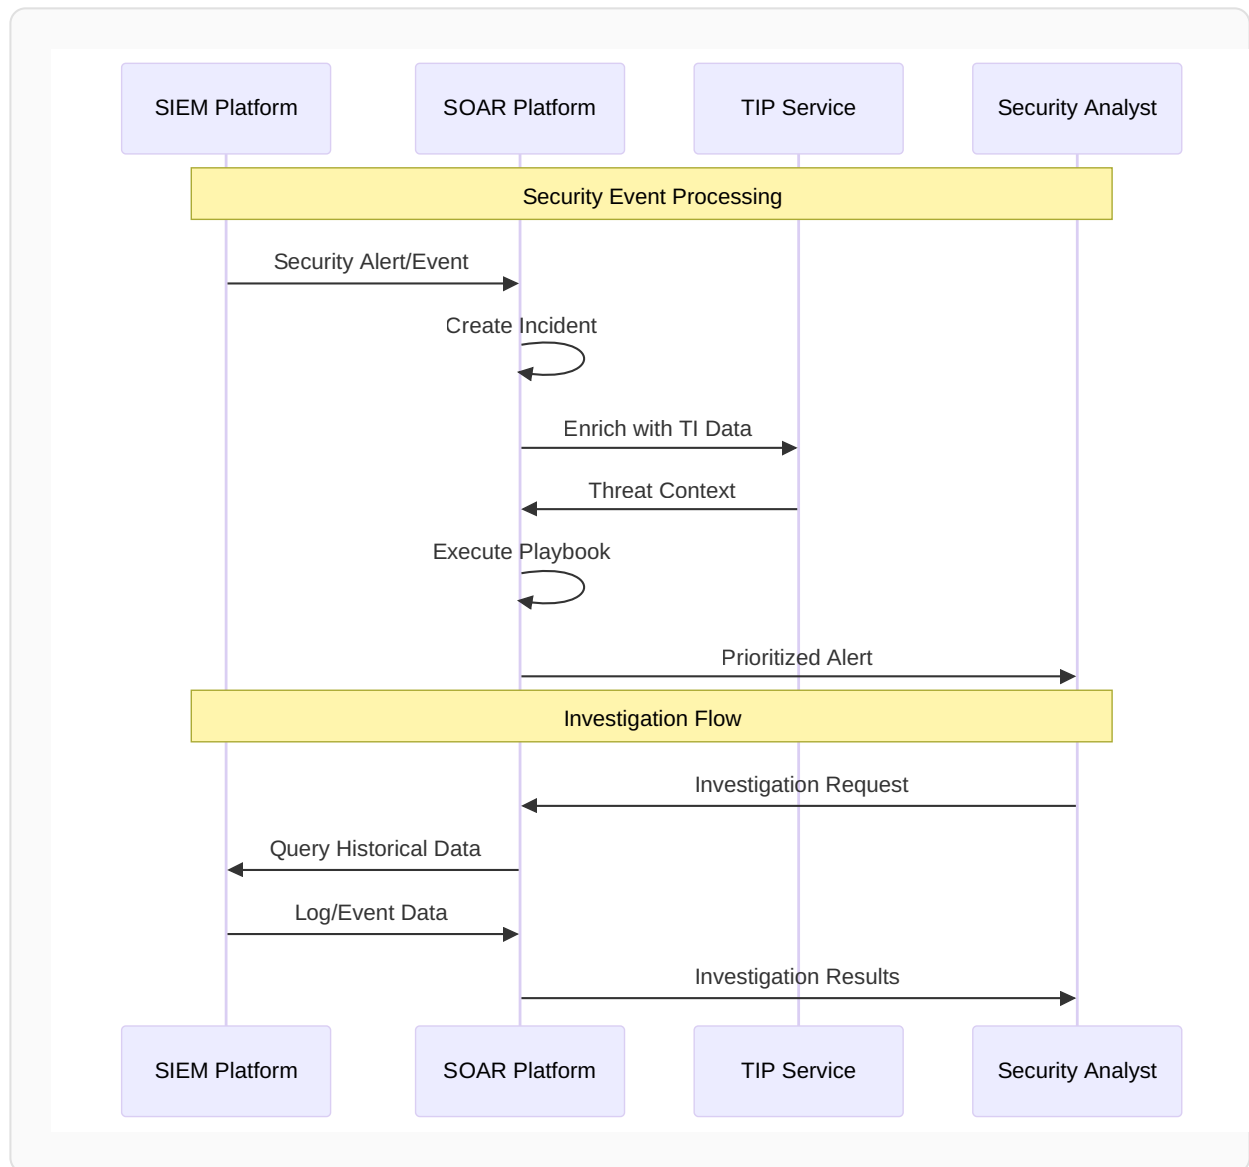 SIEM Platform
SOAR Platform
TIP Service
Security Analyst
Security Event Processing
Security Alert/Event
Create Incident
Enrich with TI Data
Threat Context
Execute Playbook
Prioritized Alert
Investigation Flow
Investigation Request
Query Historical Data
Log/Event Data
Investigation Results
SIEM Platform
SOAR Platform
TIP Service
Security Analyst